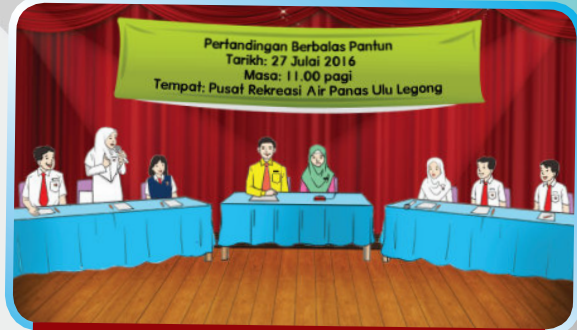 Pertandingan Berbalas Pantun
Tarikh: 27 Julai 2016
Masa: 11.00 pagi
Tempat: Pusat Rekreasi Air Panas Ulu Legong